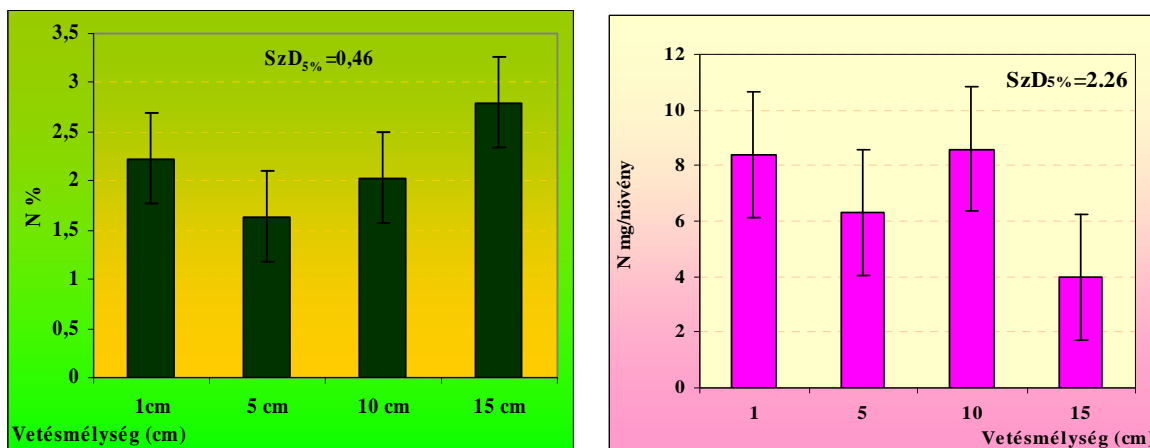 3,5
3
2,5
2
1,5
1
0,5
0
N %
SzD5%=0,46
1cm 5 cm 10 cm 15 cm
Vetésmélység (cm)
12
10
8
6
4
2
0
N mg/növény
SzD5%=2.26
1 5 10 15
Vetésmélység (cm)